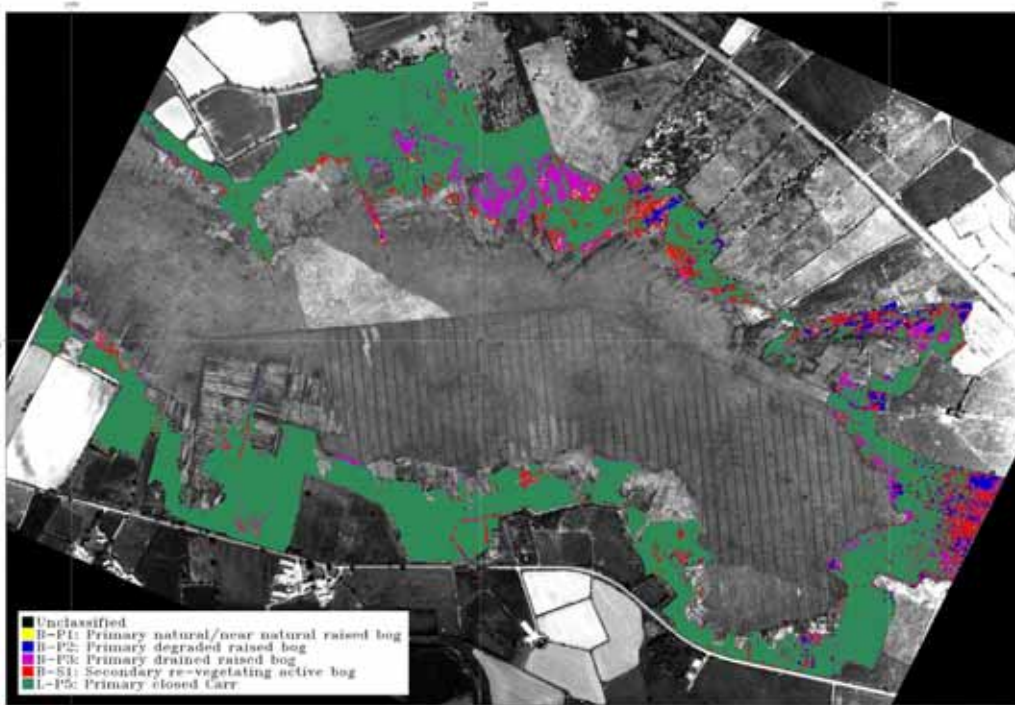 Unclassified
B-P1: Primary natural/near natural raised bog
B-P2: Primary degraded raised bog
B-P3: Primary drained raised bog
B-S1: Secondary re-vegetating active bog
L-P5: Primary closed Carr